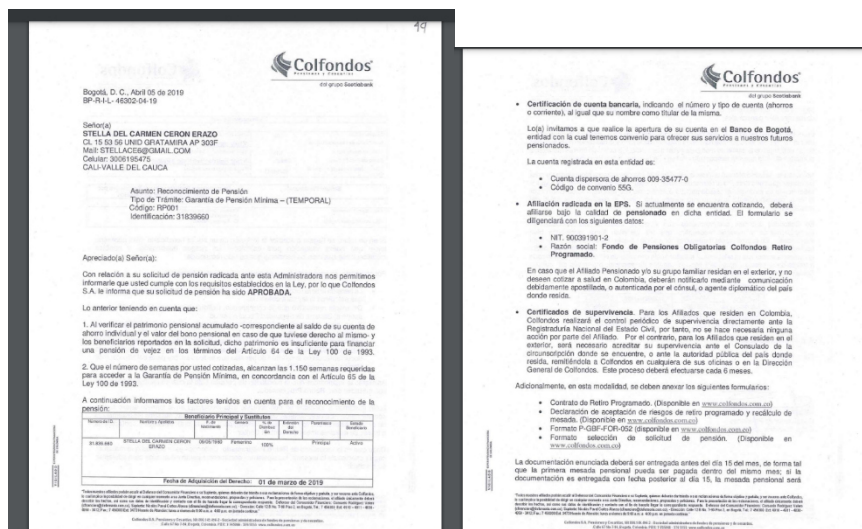 49
Colfondos
Pensiones y Cesantías
del grupo Scotiabank
Bogotá, D. C., Abril 05 de 2019
BP-R-I-L- 46302-04-19
Señor(a)
STELLA DEL CARMEN CERON ERAZO
CL 15 53 56 UNID GRATAMIRA AP 303F
Mail: STELLACE6@GMAIL.COM
Celular: 3006195475
CALI-VALLE DEL CAUCA
Asunto: Reconocimiento de Pensión
Tipo de Trámite: Garantía de Pensión Mínima – (TEMPORAL)
Código: RP001
Identificación: 31839660
Apreciado(a) Señor(a):
Con relación a su solicitud de pensión radicada ante esta Administradora nos permitimos
informarle que usted cumple con los requisitos establecidos en la Ley, por lo que Colfondos
S.A. le informa que su solicitud de pensión ha sido APROBADA.
Lo anterior teniendo en cuenta que:
1. Al verificar el patrimonio pensional acumulado -correspondiente al saldo de su cuenta de
ahorro individual y el valor del bono pensional en caso de que tuviese derecho al mismo- y
los beneficiarios reportados en la solicitud, dicho patrimonio es insuficiente para financiar
una pensión de vejez en los términos del Artículo 64 de la Ley 100 de 1993.
2. Que el número de semanas por usted cotizadas, alcanzan las 1.150 semanas requeridas
para acceder a la Garantía de Pensión Mínima, en concordancia con el Artículo 65 de la
Ley 100 de 1993.
A continuación informamos los factores tenidos en cuenta para el reconocimiento de la
pensión:
Beneficiario Principal y Sustitutos
STELLA DEL CARMEN CERON
ERAZO
Femenino
100%
Principal
Activo
Fecha de Adquisición del Derecho: 01 de marzo de 2019
Colfondos
Pensiones y Cesantías
del grupo Scotiabank
• Certificación de cuenta bancaria, indicando el número y tipo de cuenta (ahorros
o corriente), al igual que su nombre como titular de la misma.
Lo(a) invitamos a que realice la apertura de su cuenta en el Banco de Bogotá,
entidad con la cual tenemos convenio para ofrecer sus servicios a nuestros futuros
pensionados.
La cuenta registrada en esta entidad es:
• Cuenta dispersora de ahorros 009-35477-0
• Código de convenio 55G.
• Afiliación radicada en la EPS. Si actualmente se encuentra cotizando, deberá
afiliarse bajo la calidad de pensionado en dicha entidad. El formulario se
diligenciará con los siguientes datos:
• NIT. 900391901-2
• Razón social: Fondo de Pensiones Obligatorias Colfondos Retiro
Programado.
En caso que el Afiliado Pensionado y/o su grupo familiar residan en el exterior, y no
deseen cotizar a salud en Colombia, deberán notificarlo mediante comunicación
debidamente apostillada, o autenticada por el cónsul, o agente diplomático del país
donde resida.
• Certificados de supervivencia. Para los Afiliados que residen en Colombia,
Colfondos realizará el control periódico de supervivencia directamente ante la
Registraduría Nacional del Estado Civil, por tanto, no se hace necesaria ninguna
acción por parte del Afiliado. Por el contrario, para los Afiliados que residen en el
exterior, será necesario acreditar su supervivencia ante el Consulado de la
circunscripción donde se encuentre, o ante la autoridad pública del país donde
resida, remitiéndola a Colfondos en cualquiera de sus oficinas o en la Dirección
General de Colfondos. Este proceso deberá efectuarse cada 6 meses.
Adicionalmente, en esta modalidad, se deben anexar los siguientes formularios:
• Contrato de Retiro Programado. (Disponible en www.colfondos.com.co)
• Declaración de aceptación de riesgos de retiro programado y recálculo de
mesada. (Disponible en www.colfondos.com.co)
• Formato P-GBF-FOR-052 (disponible en www.colfondos.com.co)
• Formato selección de solicitud de pensión. (Disponible en
www.colfondos.com.co)
La documentación enunciada deberá ser entregada antes del día 15 del mes, de forma tal
que la primera mesada pensional pueda ser pagada dentro del mismo mes; si la
documentación es entregada con fecha posterior al día 15, la mesada pensional será